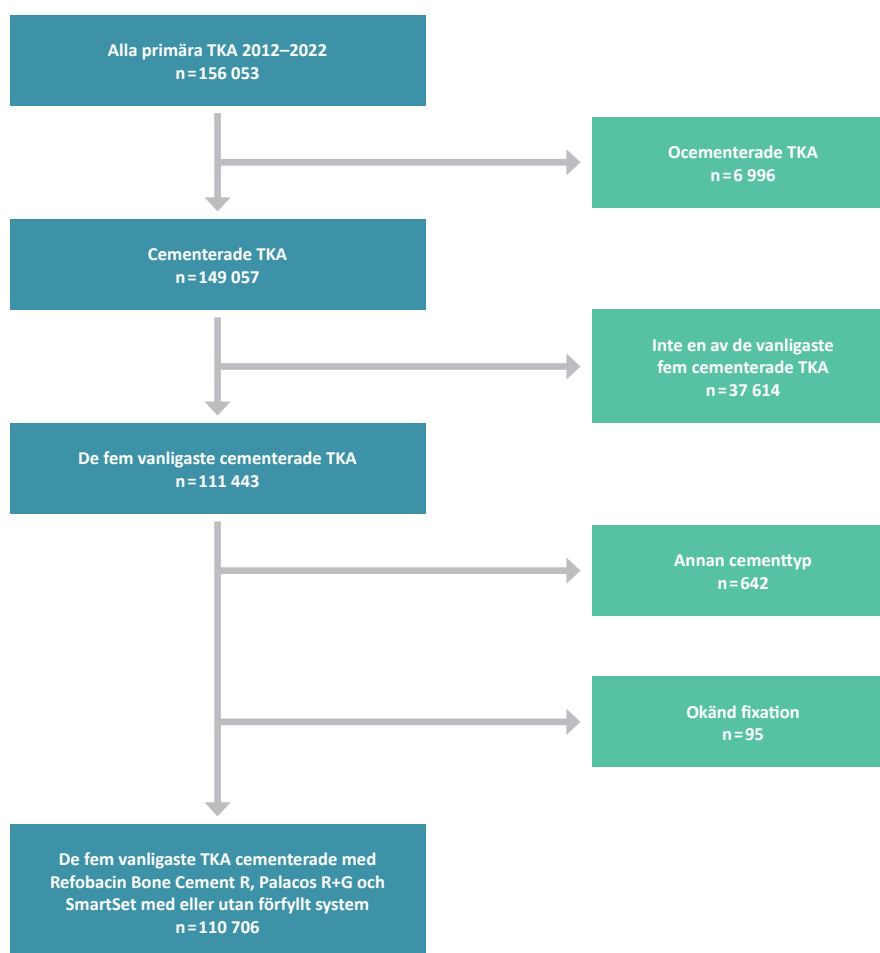 Alla primära TKA 2012–2022
n=156 053
Ocementerade TKA
n=6 996
Cementerade TKA
n=149 057
Inte en av de vanligaste
fem cementerade TKA
n=37 614
De fem vanligaste cementerade TKA
n=111 443
Annan cementtyp
n=642
Okänd fixation
n=95
De fem vanligaste TKA cementerade med
Refobacin Bone Cement R, Palacos R+G och
SmartSet med eller utan förfyllt system
n=110 706